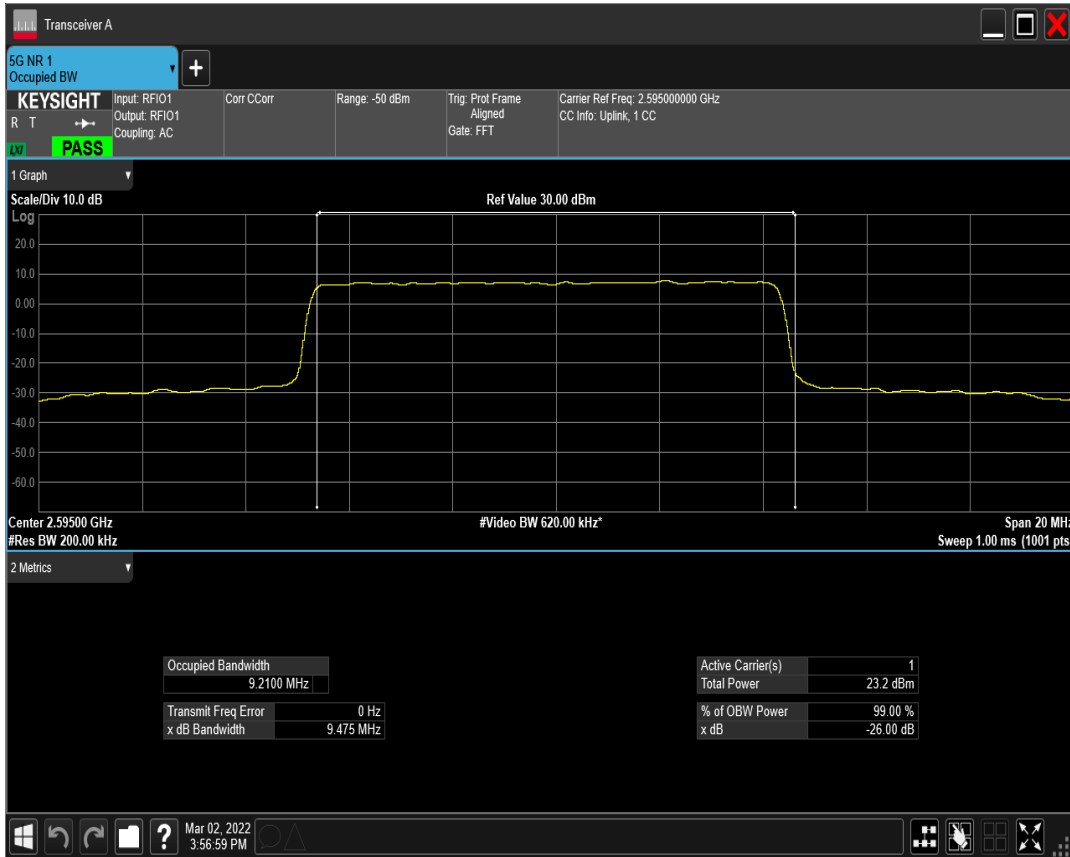 Transceiver A
5G NR 1
Occupied BW
+
KEYSIGHT
R T
LXI
PASS
Input: RFIO1
Output: RFIO1
Coupling: AC
Corr CCorr
Range: -50 dBm
Trig: Prot Frame
Aligned
Gate: FFT
Carrier Ref Freq: 2.595000000 GHz
CC Info: Uplink, 1 CC
1 Graph
Scale/Div 10.0 dB
Ref Value 30.00 dBm
Log
20.0
10.0
0.00
-10.0
-20.0
-30.0
-40.0
-50.0
-60.0
Center 2.59500 GHz
#Video BW 620.00 kHz*
Span 20 MHz
#Res BW 200.00 kHz
Sweep 1.00 ms (1001 pts
2 Metrics
Occupied Bandwidth
9.2100 MHz
Transmit Freq Error 0 Hz
x dB Bandwidth 9.475 MHz
Active Carrier(s) 1
Total Power 23.2 dBm
% of OBW Power 99.00 %
x dB -26.00 dB
?
Mar 02, 2022
3:56:59 PM